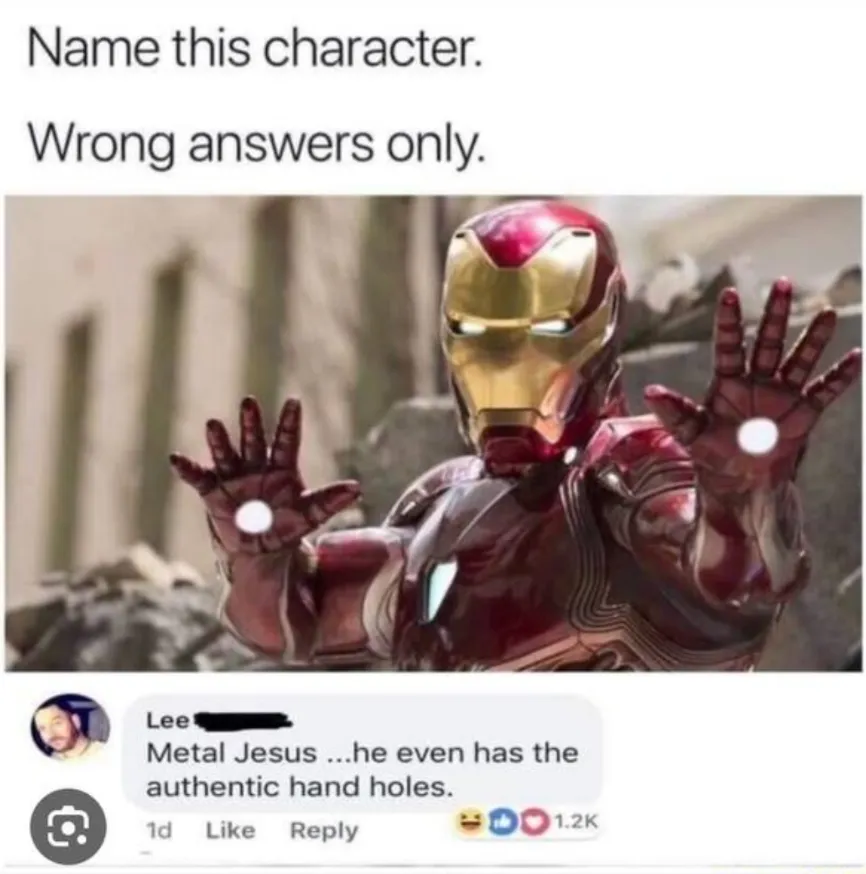 Name this character.
Wrong answers only.
Lee
Metal Jesus ...he even has the
authentic hand holes.
1d Like Reply 1.2K